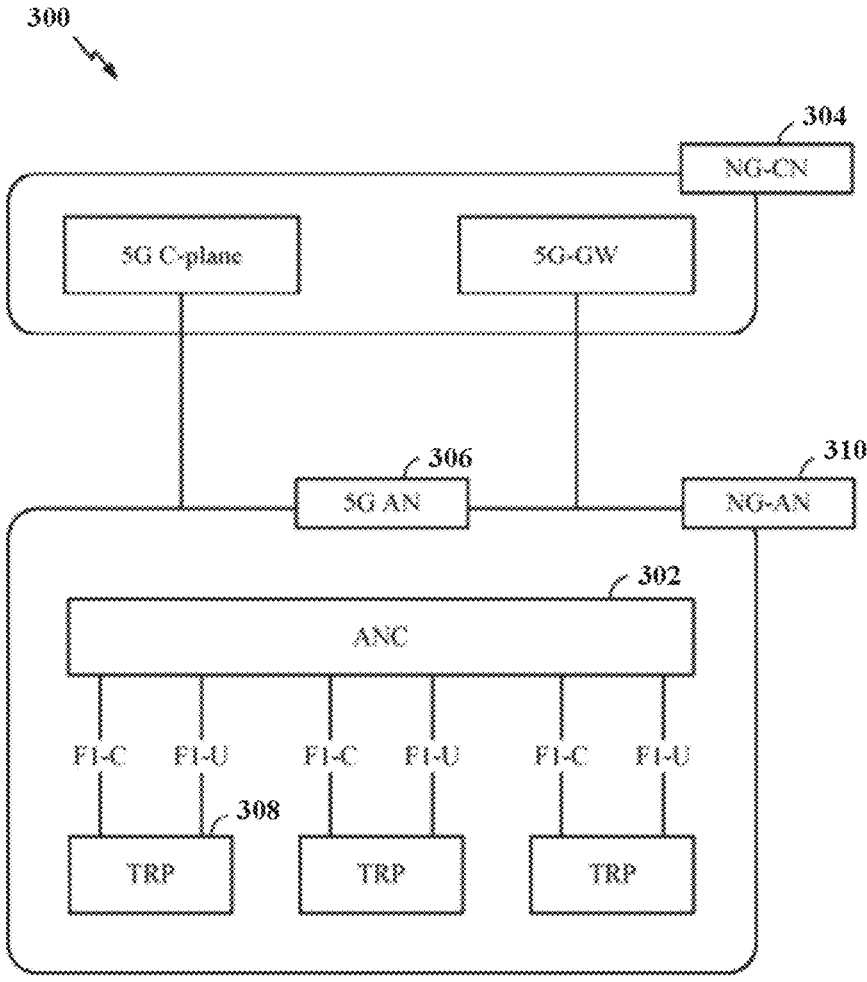 300
304
NG-CN
5G C-plane
5G-GW
306
310
5G AN
NG-AN
302
ANC
F1-C F1-U F1-C F1-U F1-C F1-U
308
TRP TRP TRP